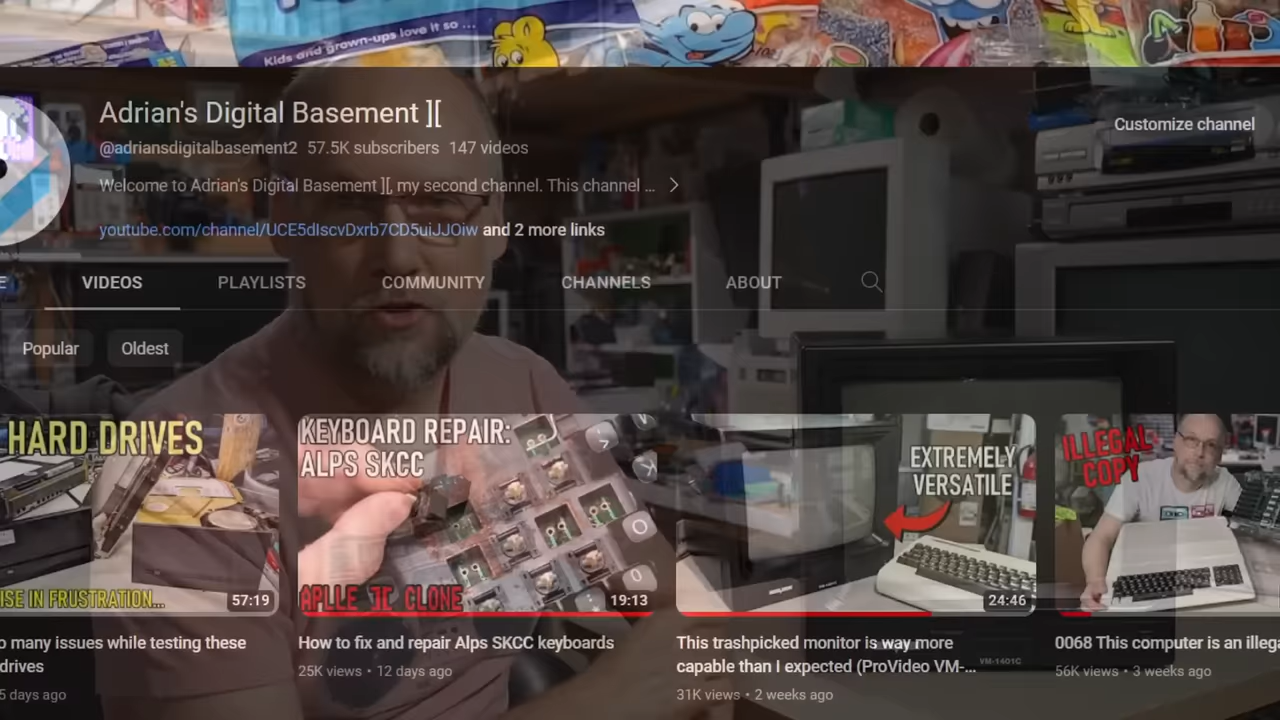 Kids and grown-ups love it so ...
Adrian's Digital Basement ][
Customize channel
@adriansdigitalbasement2 57.5K subscribers 147 videos
Welcome to Adrian's Digital Basement ][, my second channel. This channel ...
youtube.com/channel/UCE5dIscvDxrb7CD5uiJJOiw and 2 more links
VIDEOS PLAYLISTS COMMUNITY CHANNELS ABOUT
Popular Oldest
HARD DRIVES
KEYBOARD REPAIR:
ALPS SKCC
EXTREMELY
VERSATILE
ILLEGAL
COPY
ISE IN FRUSTRATION...
57:19
APLLE ][C CLONE
19:13
24:46
o many issues while testing these
drives
5 days ago
How to fix and repair Alps SKCC keyboards
25K views • 12 days ago
This trashpicked monitor is way more
capable than I expected (ProVideo VM-...
31K views • 2 weeks ago
0068 This computer is an illega
56K views • 3 weeks ago
VM-1401C